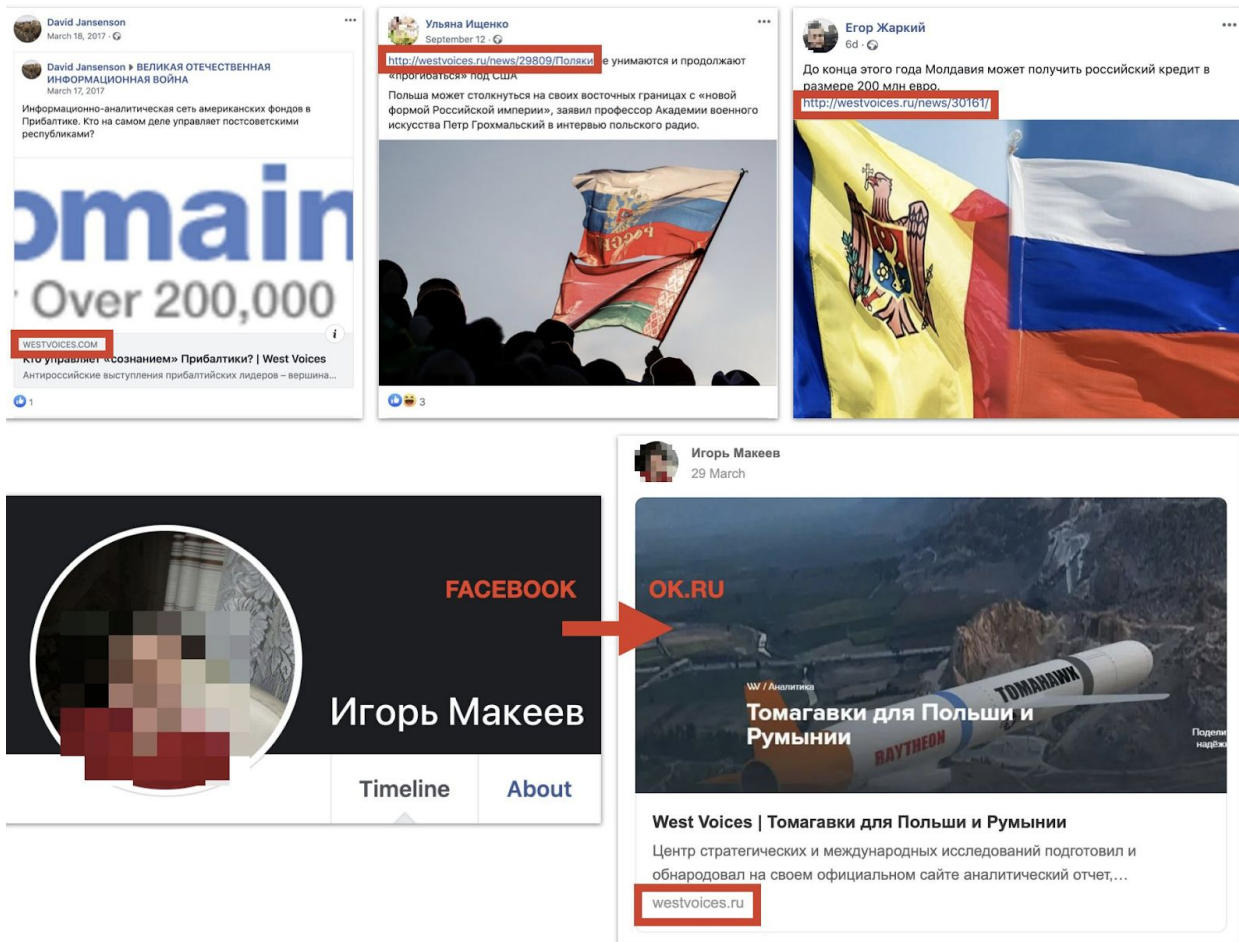 David Jansenson
March 18, 2017 ·
David Jansenson ▸ ВЕЛИКАЯ ОТЕЧЕСТВЕННАЯ
ИНФОРМАЦИОННАЯ ВОЙНА
March 17, 2017
Информационно-аналитическая сеть американских фондов в
Прибалтике. Кто на самом деле управляет постсоветскими
республиками?
omain
Over 200,000
WESTVOICES.COM
i
Кто управляет «сознанием» Прибалтики? | West Voices
Антироссийские выступления прибалтийских лидеров – вершина...
1
Ульяна Ищенко
September 12 ·
http://westvoices.ru/news/29809/Поляки е унимаются и продолжают
«прогибаться» под США
Польша может столкнуться на своих восточных границах с «новой
формой Российской империи», заявил профессор Академии военного
искусства Петр Грохмальский в интервью польского радио.
РОССИЯ
3
Егор Жаркий
6d ·
До конца этого года Молдавия может получить российский кредит в
размере 200 млн евро.
http://westvoices.ru/news/30161/
FACEBOOK
Игорь Макеев
Timeline
About
Игорь Макеев
29 March
OK.RU
W / Аналитика
Томагавки для Польши и
Румынии
Подели
надёж
TOMAHAWK
RAYTHEON
West Voices | Томагавки для Польши и Румынии
Центр стратегических и международных исследований подготовил и
обнародовал на своем официальном сайте аналитический отчет,...
westvoices.ru